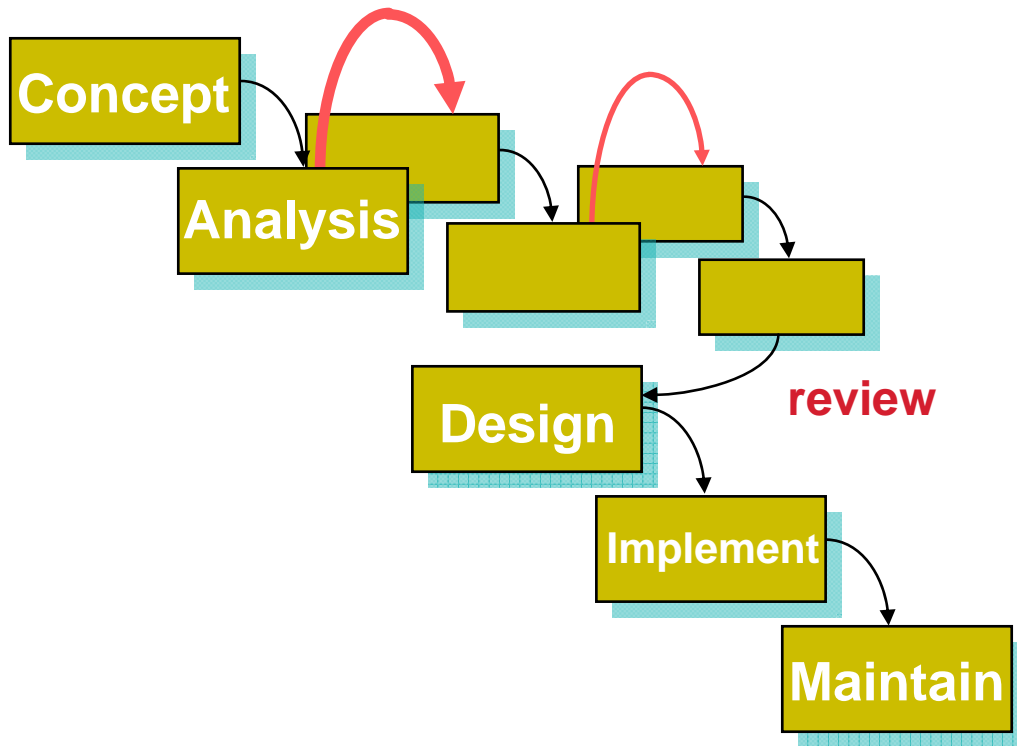 Concept
Analysis
review
Design
Implement
Maintain